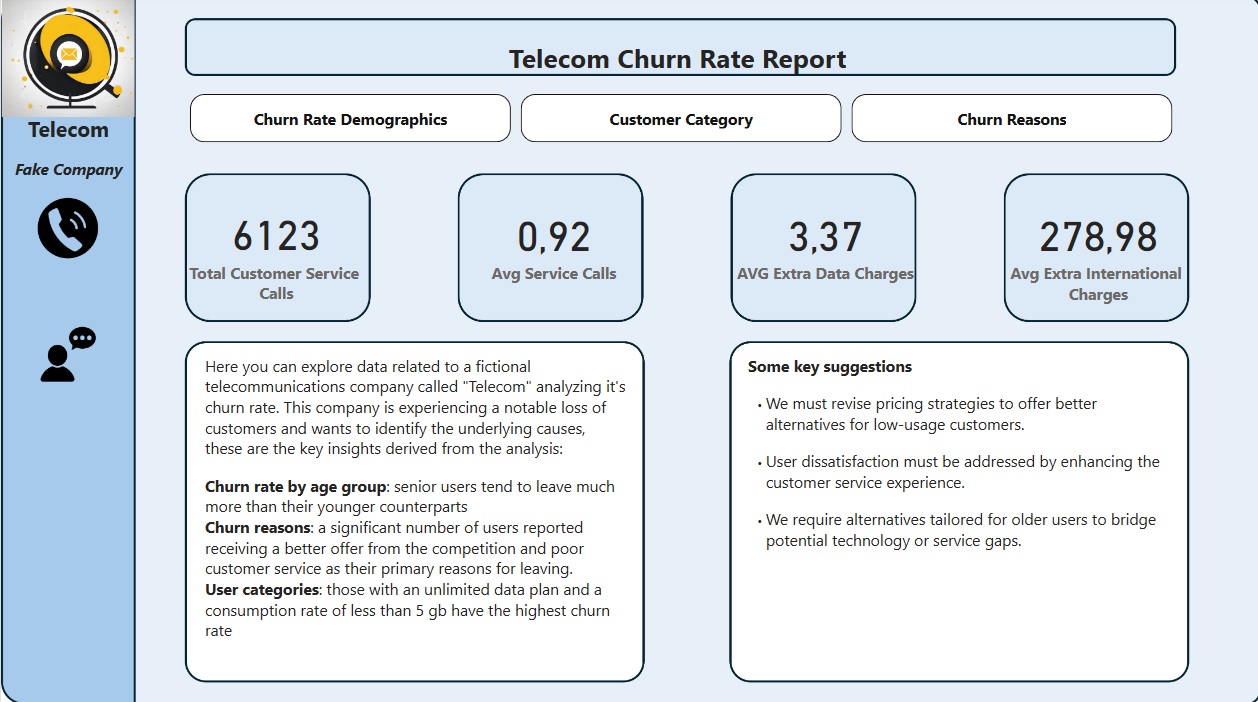 Telecom Churn Rate Report
Telecom
Fake Company
Churn Rate Demographics
Customer Category
Churn Reasons
6123
Total Customer Service
Calls
0,92
Avg Service Calls
3,37
AVG Extra Data Charges
278,98
Avg Extra International
Charges
Here you can explore data related to a fictional
telecommunications company called "Telecom" analyzing it's
churn rate. This company is experiencing a notable loss of
customers and wants to identify the underlying causes,
these are the key insights derived from the analysis:
Churn rate by age group: senior users tend to leave much
more than their younger counterparts
Churn reasons: a significant number of users reported
receiving a better offer from the competition and poor
customer service as their primary reasons for leaving.
User categories: those with an unlimited data plan and a
consumption rate of less than 5 gb have the highest churn
rate
Some key suggestions
• We must revise pricing strategies to offer better
alternatives for low-usage customers.
• User dissatisfaction must be addressed by enhancing the
customer service experience.
• We require alternatives tailored for older users to bridge
potential technology or service gaps.